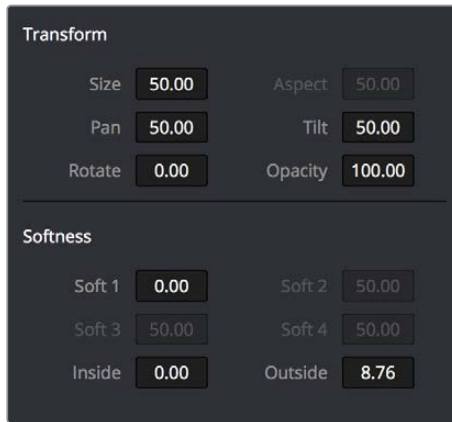 Transform
Size 50.00 Aspect 50.00
Pan 50.00 Tilt 50.00
Rotate 0.00 Opacity 100.00
Softness
Soft 1 0.00 Soft 2 50.00
Soft 3 50.00 Soft 4 50.00
Inside 0.00 Outside 8.76